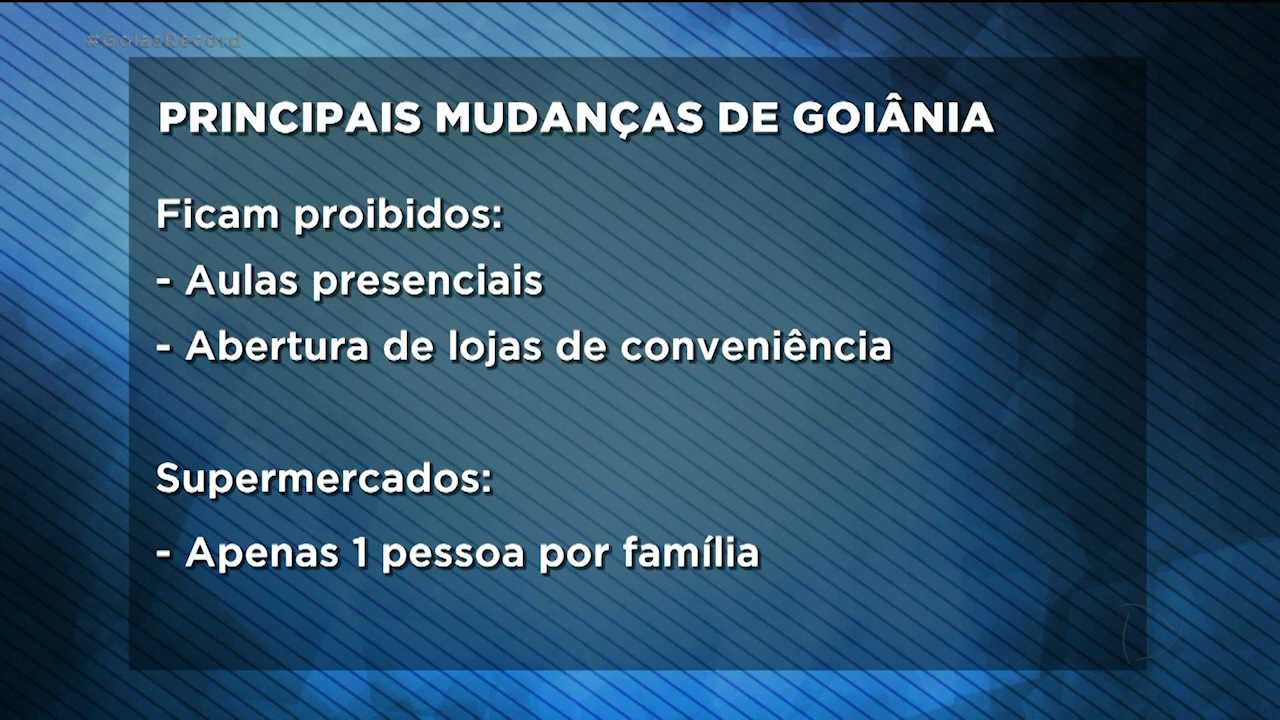 #GoiasRecord
PRINCIPAIS MUDANÇAS DE GOIÂNIA
Ficam proibidos:
- Aulas presenciais
- Abertura de lojas de conveniência
Supermercados:
- Apenas 1 pessoa por família